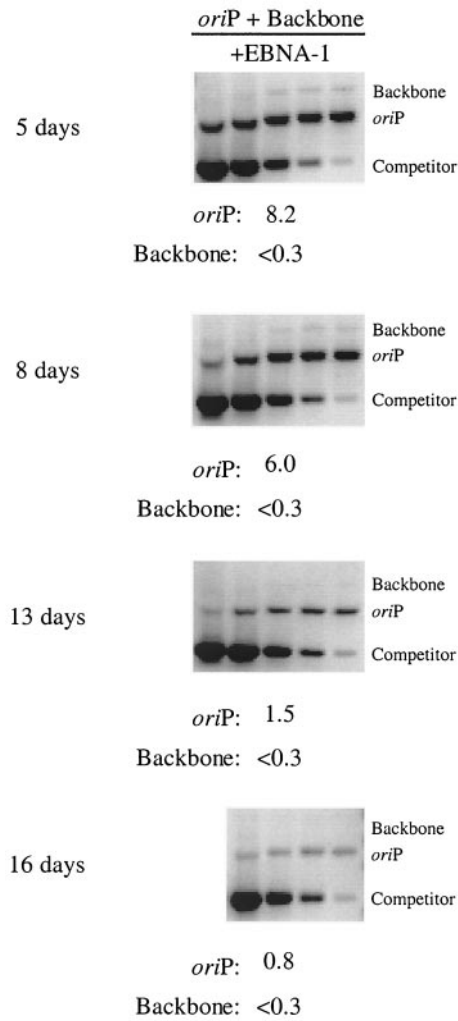 oriP + Backbone
+EBNA-1
5 days
Backbone
oriP
Competitor
oriP: 8.2
Backbone: <0.3
8 days
Backbone
oriP
Competitor
oriP: 6.0
Backbone: <0.3
13 days
Backbone
oriP
Competitor
oriP: 1.5
Backbone: <0.3
16 days
Backbone
oriP
Competitor
oriP: 0.8
Backbone: <0.3